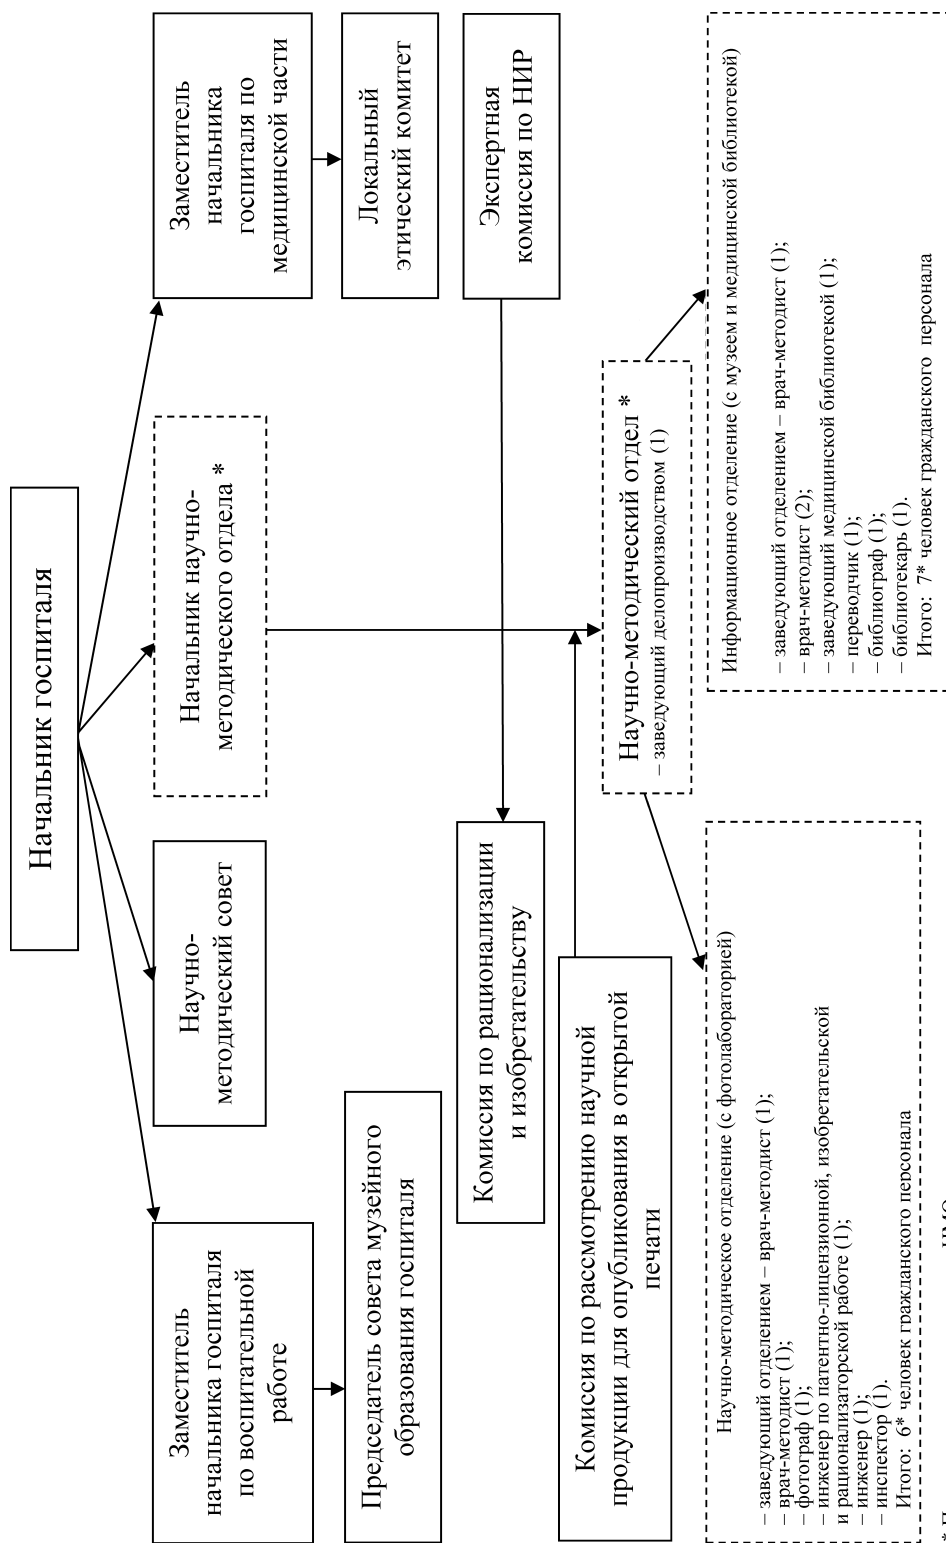 Начальник госпиталя
Заместитель
начальника госпиталя
по воспитательной
работе
Научно-
методический совет
Начальник научно-
методического отдела *
Заместитель
начальника
госпиталя по
медицинской части
Председатель совета музейного
образования госпиталя
Локальный
этический комитет
Комиссия по рационализации
и изобретательству
Экспертная
комиссия по НИР
Комиссия по рассмотрению научной
продукции для опубликования в открытой
печати
Научно-методический отдел *
– заведующий делопроизводством (1)
Научно-методическое отделение (с фотолабораторией)
– заведующий отделением – врач-методист (1);
– врач-методист (1);
– фотограф (1);
– инженер по патентно-лицензионной, изобретательской
и рационализаторской работе (1);
– инженер (1);
– инспектор (1).
Итого: 6* человек гражданского персонала
Информационное отделение (с музеем и медицинской библиотекой)
– заведующий отделением – врач-методист (1);
– врач-методист (2);
– заведующий медицинской библиотекой (1);
– переводчик (1);
– библиограф (1);
– библиотекарь (1).
Итого: 7* человек гражданского персонала